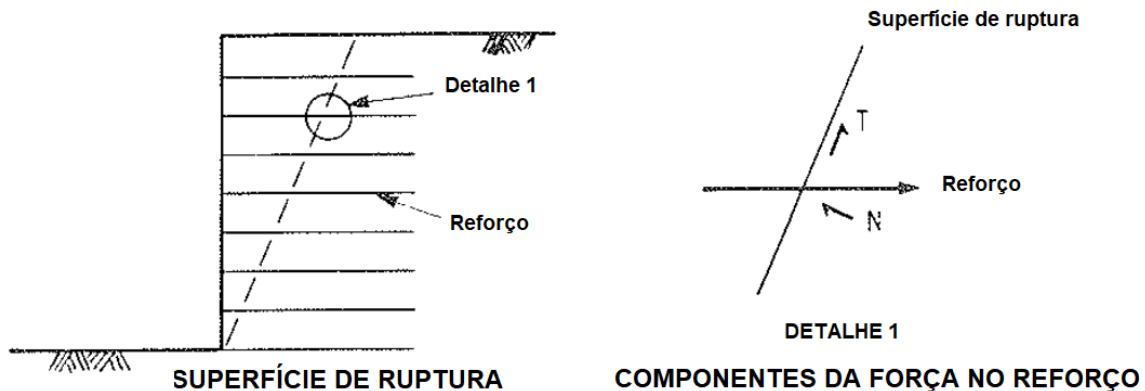 Detalhe 1
Reforço
SUPERFÍCIE DE RUPTURA
Superfície de ruptura
T
Reforço
N
DETALHE 1
COMPONENTES DA FORÇA NO REFORÇO